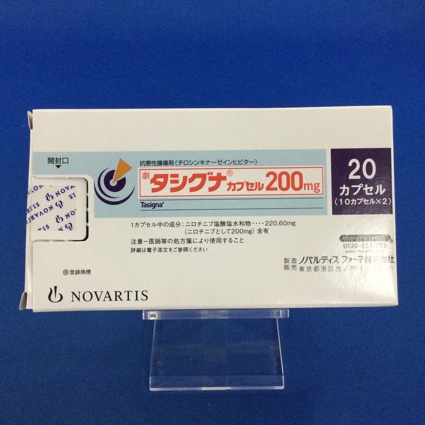 開封口
抗悪性腫瘍剤(チロシンキナーゼインヒビター)
劇 タシグナ® カプセル 200mg
Tasigna®
20
カプセル
(10カプセル×2)
1カプセル中の成分:ニロチニブ塩酸塩水和物‥‥220.60mg
(ニロチニブとして200mg)含有
注意-医師等の処方箋により使用すること
詳細は電子添文をご参照ください
®登録商標
NOVARTIS
製造
販売
ノバルティス ファーマ株式会社
東京都港区虎ノ門
NOVARTIS